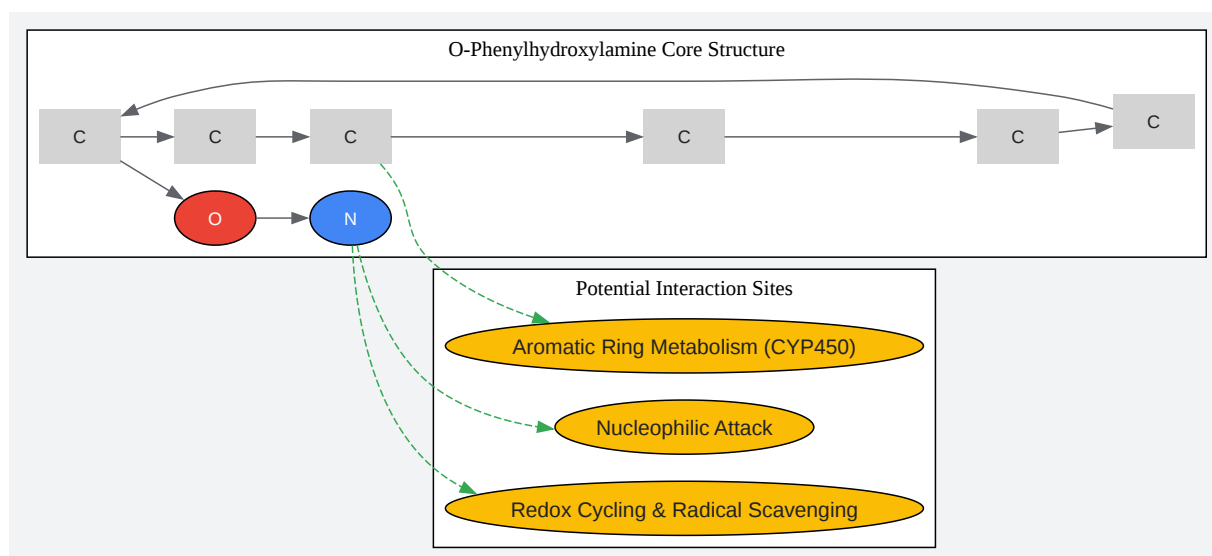 O-Phenylhydroxylamine Core Structure
C C C C C C
O N
Potential Interaction Sites
Aromatic Ring Metabolism (CYP450)
Nucleophilic Attack
Redox Cycling & Radical Scavenging